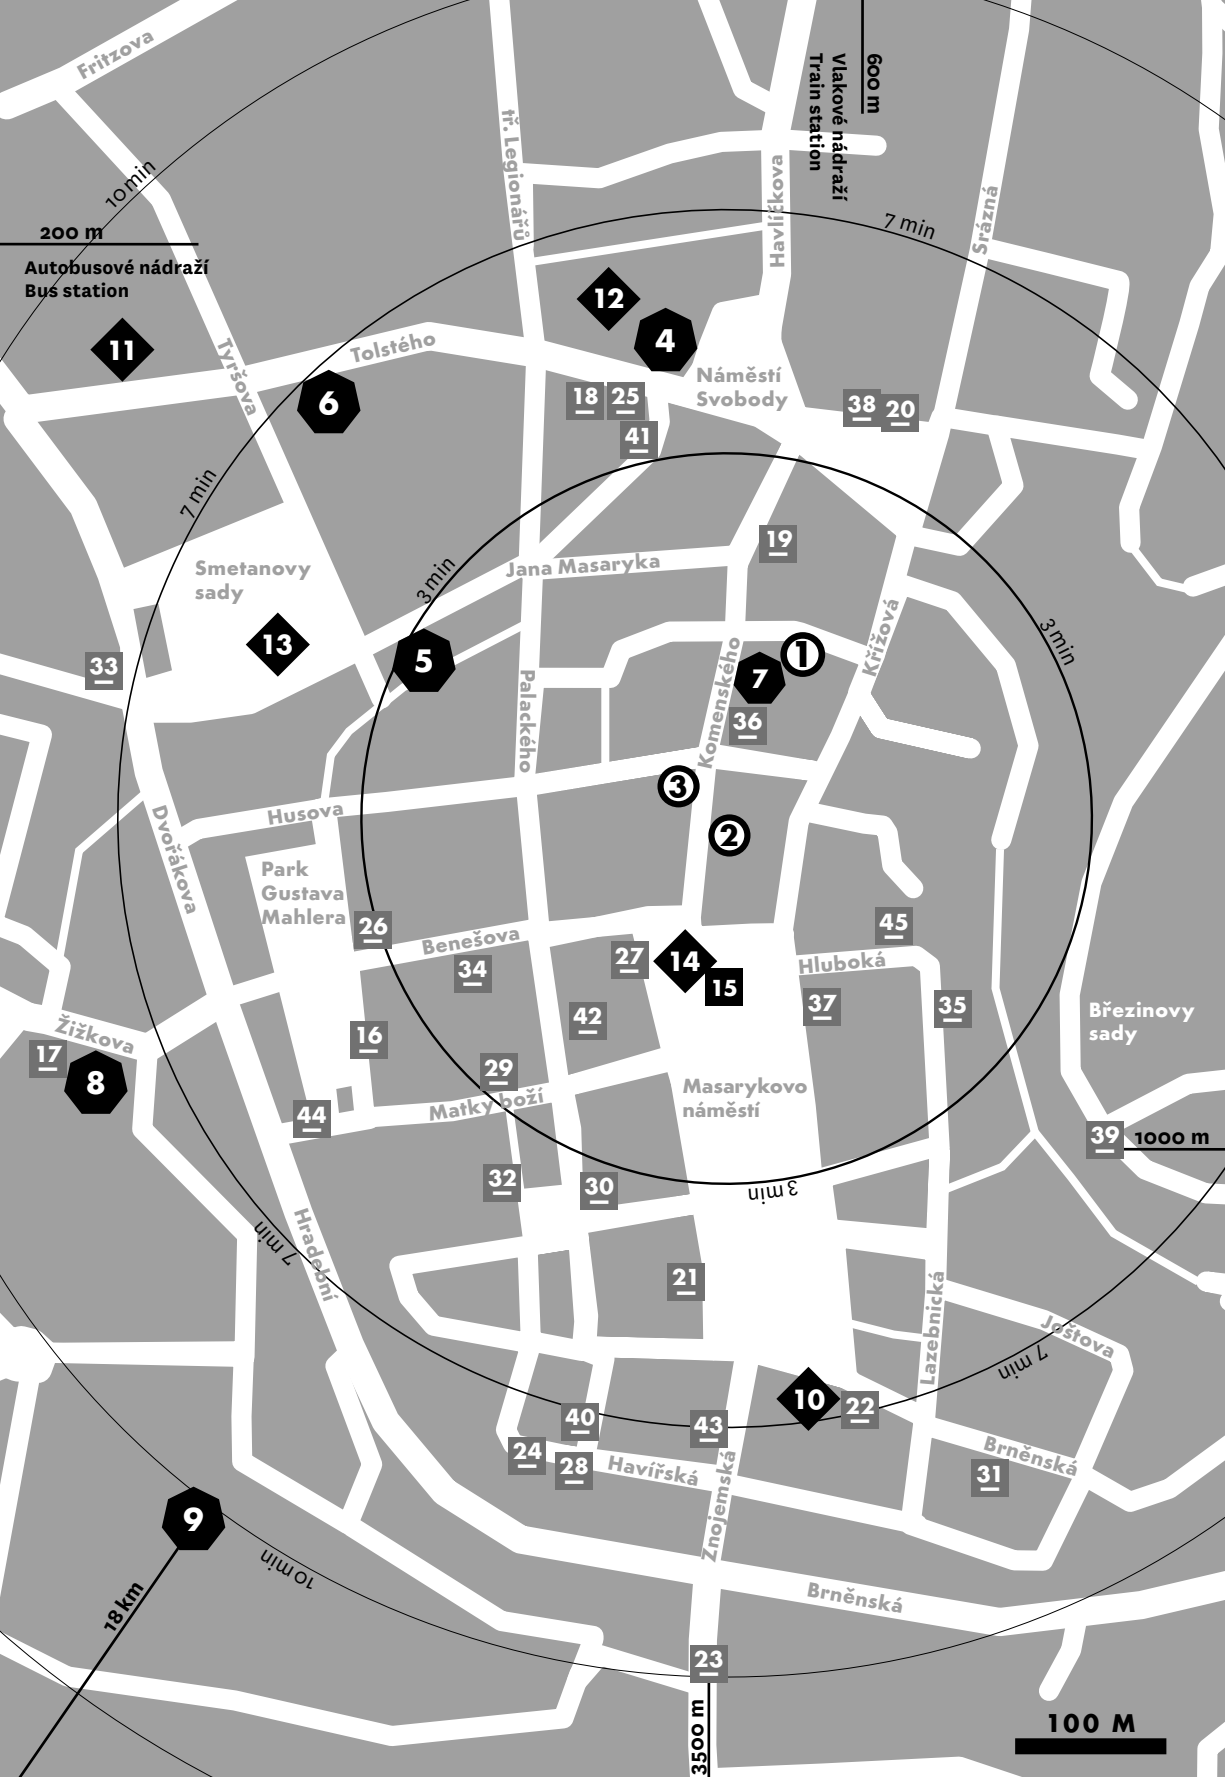 Fritzova
tř. Legionářů
Havlíčkova
Vlakové nádraží
Train station
600 m
Srázná
10 min
200 m
Autobusové nádraží
Bus station
7 min
12
4
11
Tyršova
Tolstého
6
Náměstí
Svobody
18
25
41
38
20
7 min
3 min
19
Jana Masaryka
Smetanovy
sady
13
33
5
Palackého
Komenského
Křížová
1
7
36
3 min
3
2
Husova
Dvořákova
Park
Gustava
Mahlera
26
Benešova
34
27
14
15
45
Hluboká
37
35
Březinovy
sady
42
16
Žižkova
17
8
29
Matky boží
44
Masarykovo
náměstí
39
1000 m
32
30
3 min
7 min
Hradební
21
Lazebnická
Joštova
7 min
10
22
40
43
24
28
Havířská
Znojemská
Brněnská
31
9
10 min
18 km
Brněnská
23
3500 m
100 M